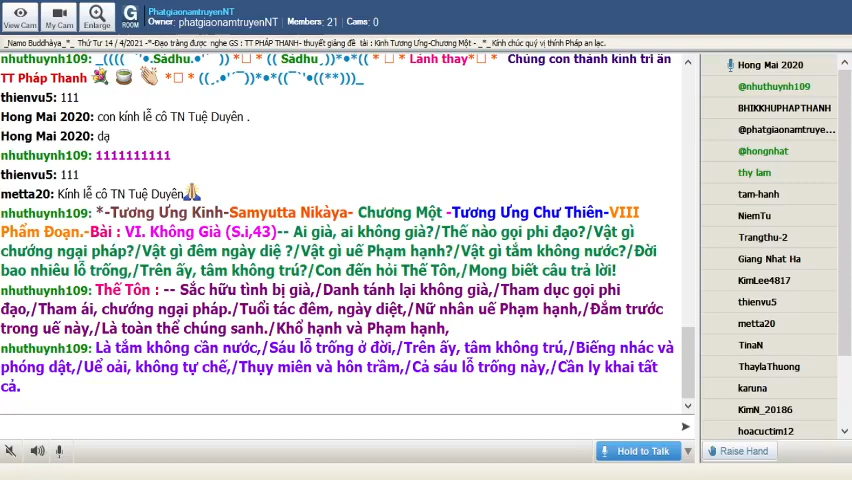 PhatgiaonamtruyenNT
Owner: phatgiaonamtruyenNT | Members: 21 | Cams: 0
View Cam
My Cam
Enlarge
G ROOM
_Namo Buddhàya_*_ Thứ Tư 14 / 4/2021 -*-Đạo tràng được nghe GS : TT PHÁP THANH- thuyết giảng đề tài : Kinh Tương Ưng-Chương Một - _*_ Kính chúc quý vị thính Pháp an lạc.
nhuthuynh109: Lành thay Chúng con thành kính tri ân
TT Pháp Thanh
thienvu5: 111
Hong Mai 2020: con kính lễ cô TN Tuệ Duyên .
Hong Mai 2020: dạ
nhuthuynh109: 1111111111
thienvu5: 111
metta20: Kính lễ cô TN Tuệ Duyên
nhuthuynh109: *-Tương Ưng Kinh-Samyutta Nikàya- Chương Một -Tương Ưng Chư Thiên-VIII
Phẩm Đoạn.-Bài : VI. Không Già (S.i,43)-- Ai già, ai không già?/Thế nào gọi phi đạo?/Vật gì
chướng ngại pháp?/Vật gì đêm ngày diệ ?/Vật gì uế Phạm hạnh?/Vật gì tắm không nước?/Đời
bao nhiêu lỗ trống,/Trên ấy, tâm không trú?/Con đến hỏi Thế Tôn,/Mong biết câu trả lời!
nhuthuynh109: Thế Tôn : -- Sắc hữu tình bị già,/Danh tánh lại không già,/Tham dục gọi phi
đạo,/Tham ái, chướng ngại pháp./Tuổi tác đêm, ngày diệt,/Nữ nhân uế Phạm hạnh,/Đắm trước
trong uế này,/Là toàn thể chúng sanh./Khổ hạnh và Phạm hạnh,
nhuthuynh109: Là tắm không cần nước,/Sáu lỗ trống ở đời,/Trên ấy, tâm không trú,/Biếng nhác và
phóng dật,/Uể oải, không tự chế,/Thụy miên và hôn trầm,/Cả sáu lỗ trống này,/Cần ly khai tất
cả.
Hong Mai 2020
@nhuthuynh109
BHIKKHUPHAPTHANH
@phatgiaonamtruye...
@hongnhat
thy lam
tam-hanh
NiemTu
Trangthu-2
Giang Nhat Ha
KimLee4817
thienvu5
metta20
TinaN
ThaylaThuong
karuna
KimN_20186
hoacuctim12
Hold to Talk
Raise Hand